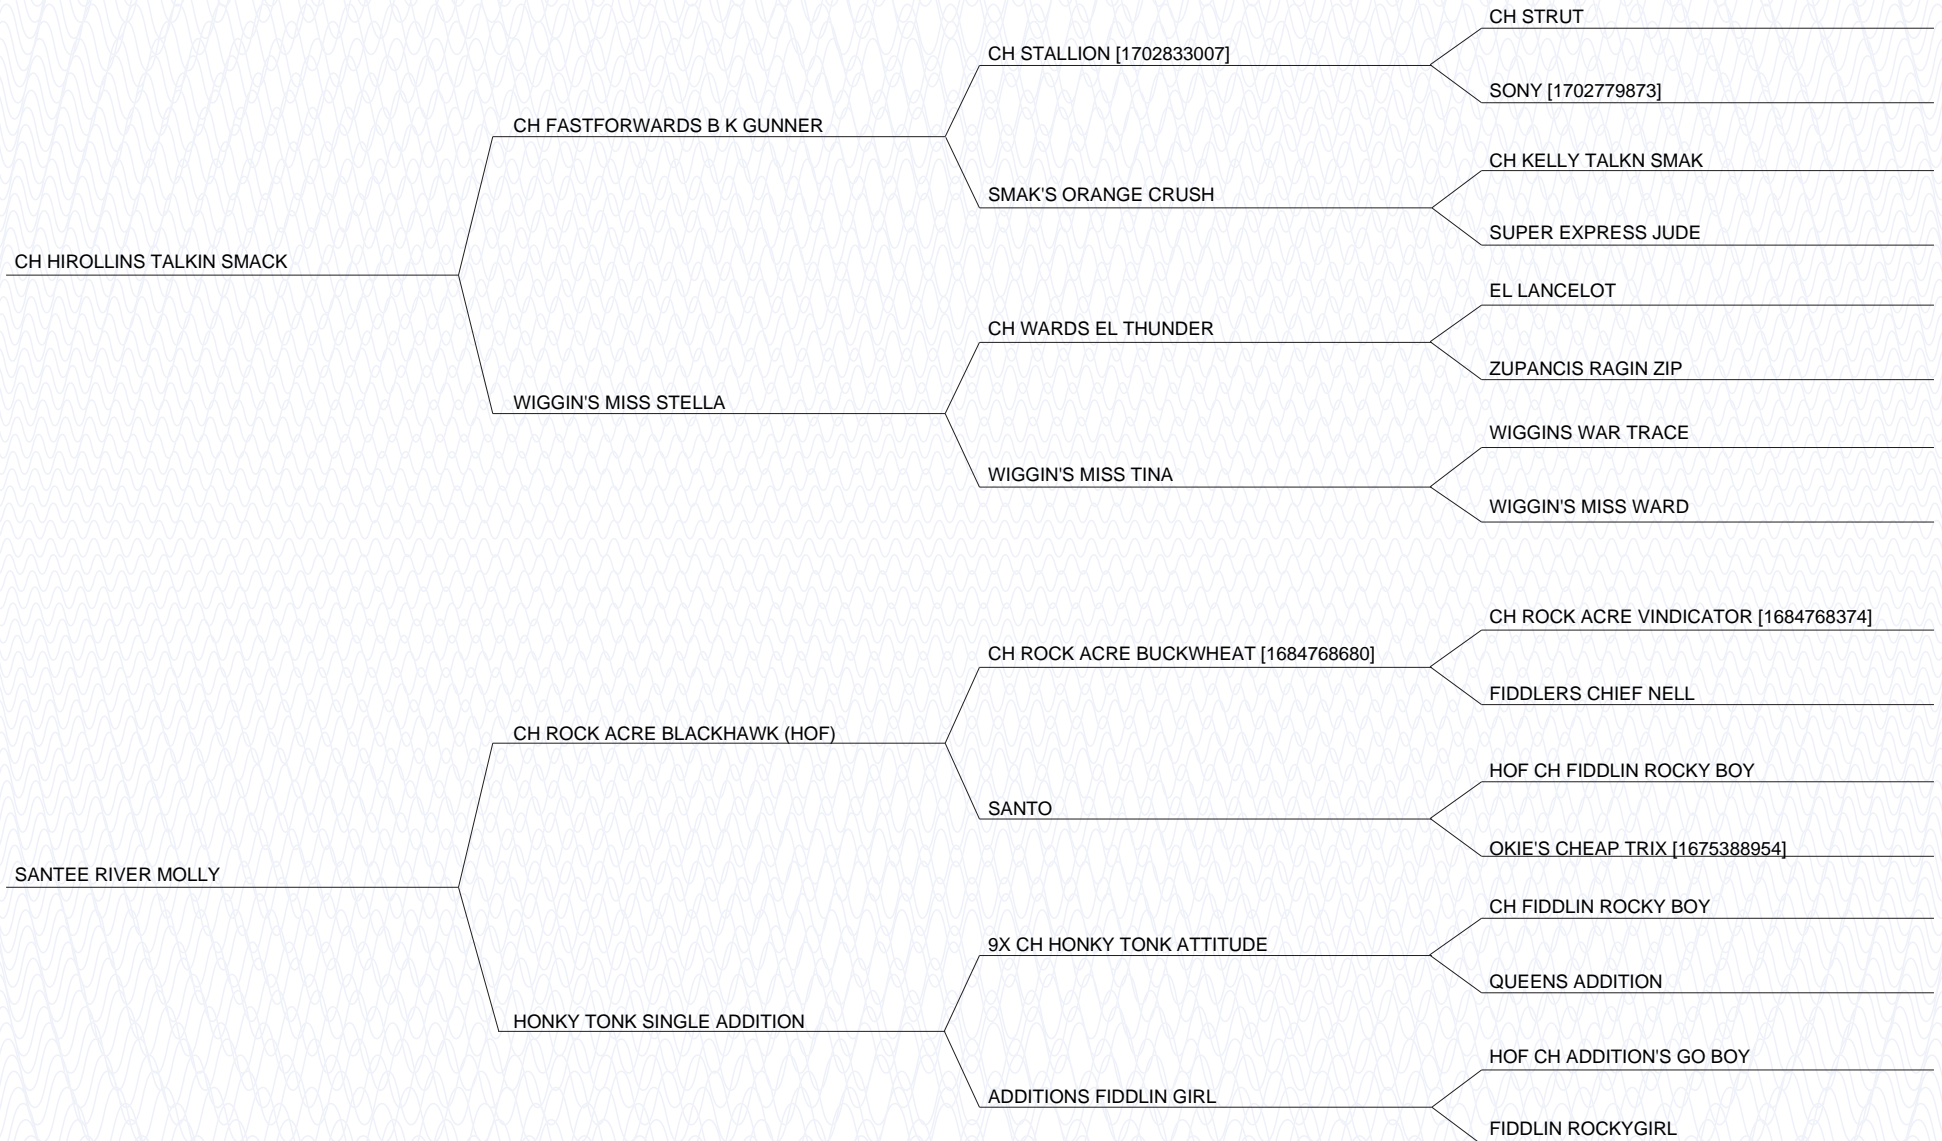 CH STRUT
CH STALLION [1702833007]
SONY [1702779873]
CH FASTFORWARDS B K GUNNER
CH KELLY TALKN SMAK
SMAK'S ORANGE CRUSH
SUPER EXPRESS JUDE
CH HIROLLINS TALKIN SMACK
EL LANCELOT
CH WARDS EL THUNDER
ZUPANCIS RAGIN ZIP
WIGGIN'S MISS STELLA
WIGGINS WAR TRACE
WIGGIN'S MISS TINA
WIGGIN'S MISS WARD
CH ROCK ACRE VINDICATOR [1684768374]
CH ROCK ACRE BUCKWHEAT [1684768680]
FIDDLERS CHIEF NELL
CH ROCK ACRE BLACKHAWK (HOF)
HOF CH FIDDLIN ROCKY BOY
SANTO
OKIE'S CHEAP TRIX [1675388954]
SANTEE RIVER MOLLY
CH FIDDLIN ROCKY BOY
9X CH HONKY TONK ATTITUDE
QUEENS ADDITION
HONKY TONK SINGLE ADDITION
HOF CH ADDITION'S GO BOY
ADDITIONS FIDDLIN GIRL
FIDDLIN ROCKYGIRL